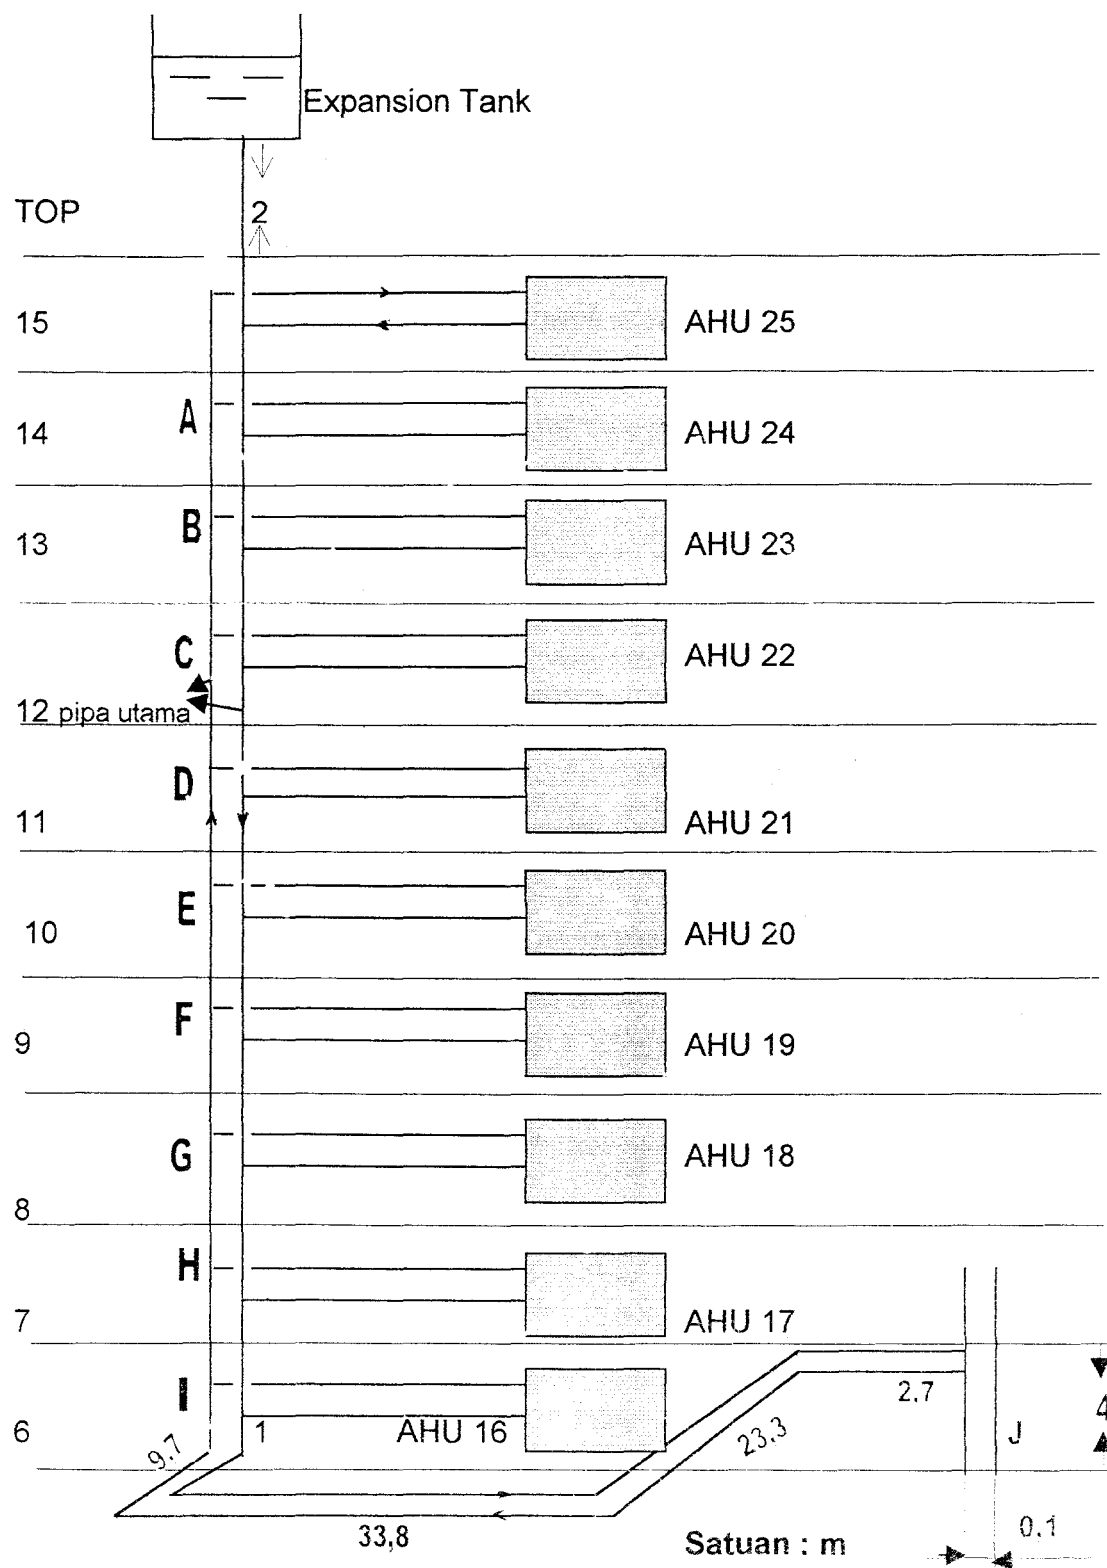 Expansion Tank
TOP
2
15
AHU 25
A
14
AHU 24
B
13
AHU 23
C
AHU 22
12 pipa utama
D
11
AHU 21
E
10
AHU 20
F
9
AHU 19
G
AHU 18
8
H
7
AHU 17
I
2,7
4
6
9,7
1
AHU 16
23,3
J
33,8
Satuan : m
0,1